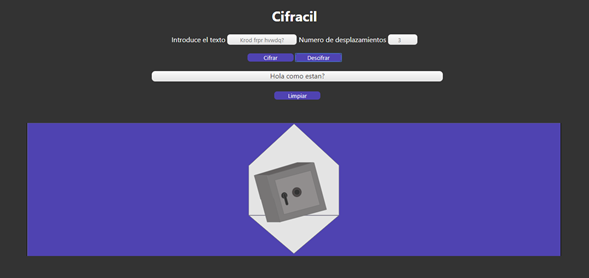 Cifracil
Introduce el texto Krod frpr hvwdq? Numero de desplazamientos 3
Cifrar Descifrar
Hola como estan?
Limpiar